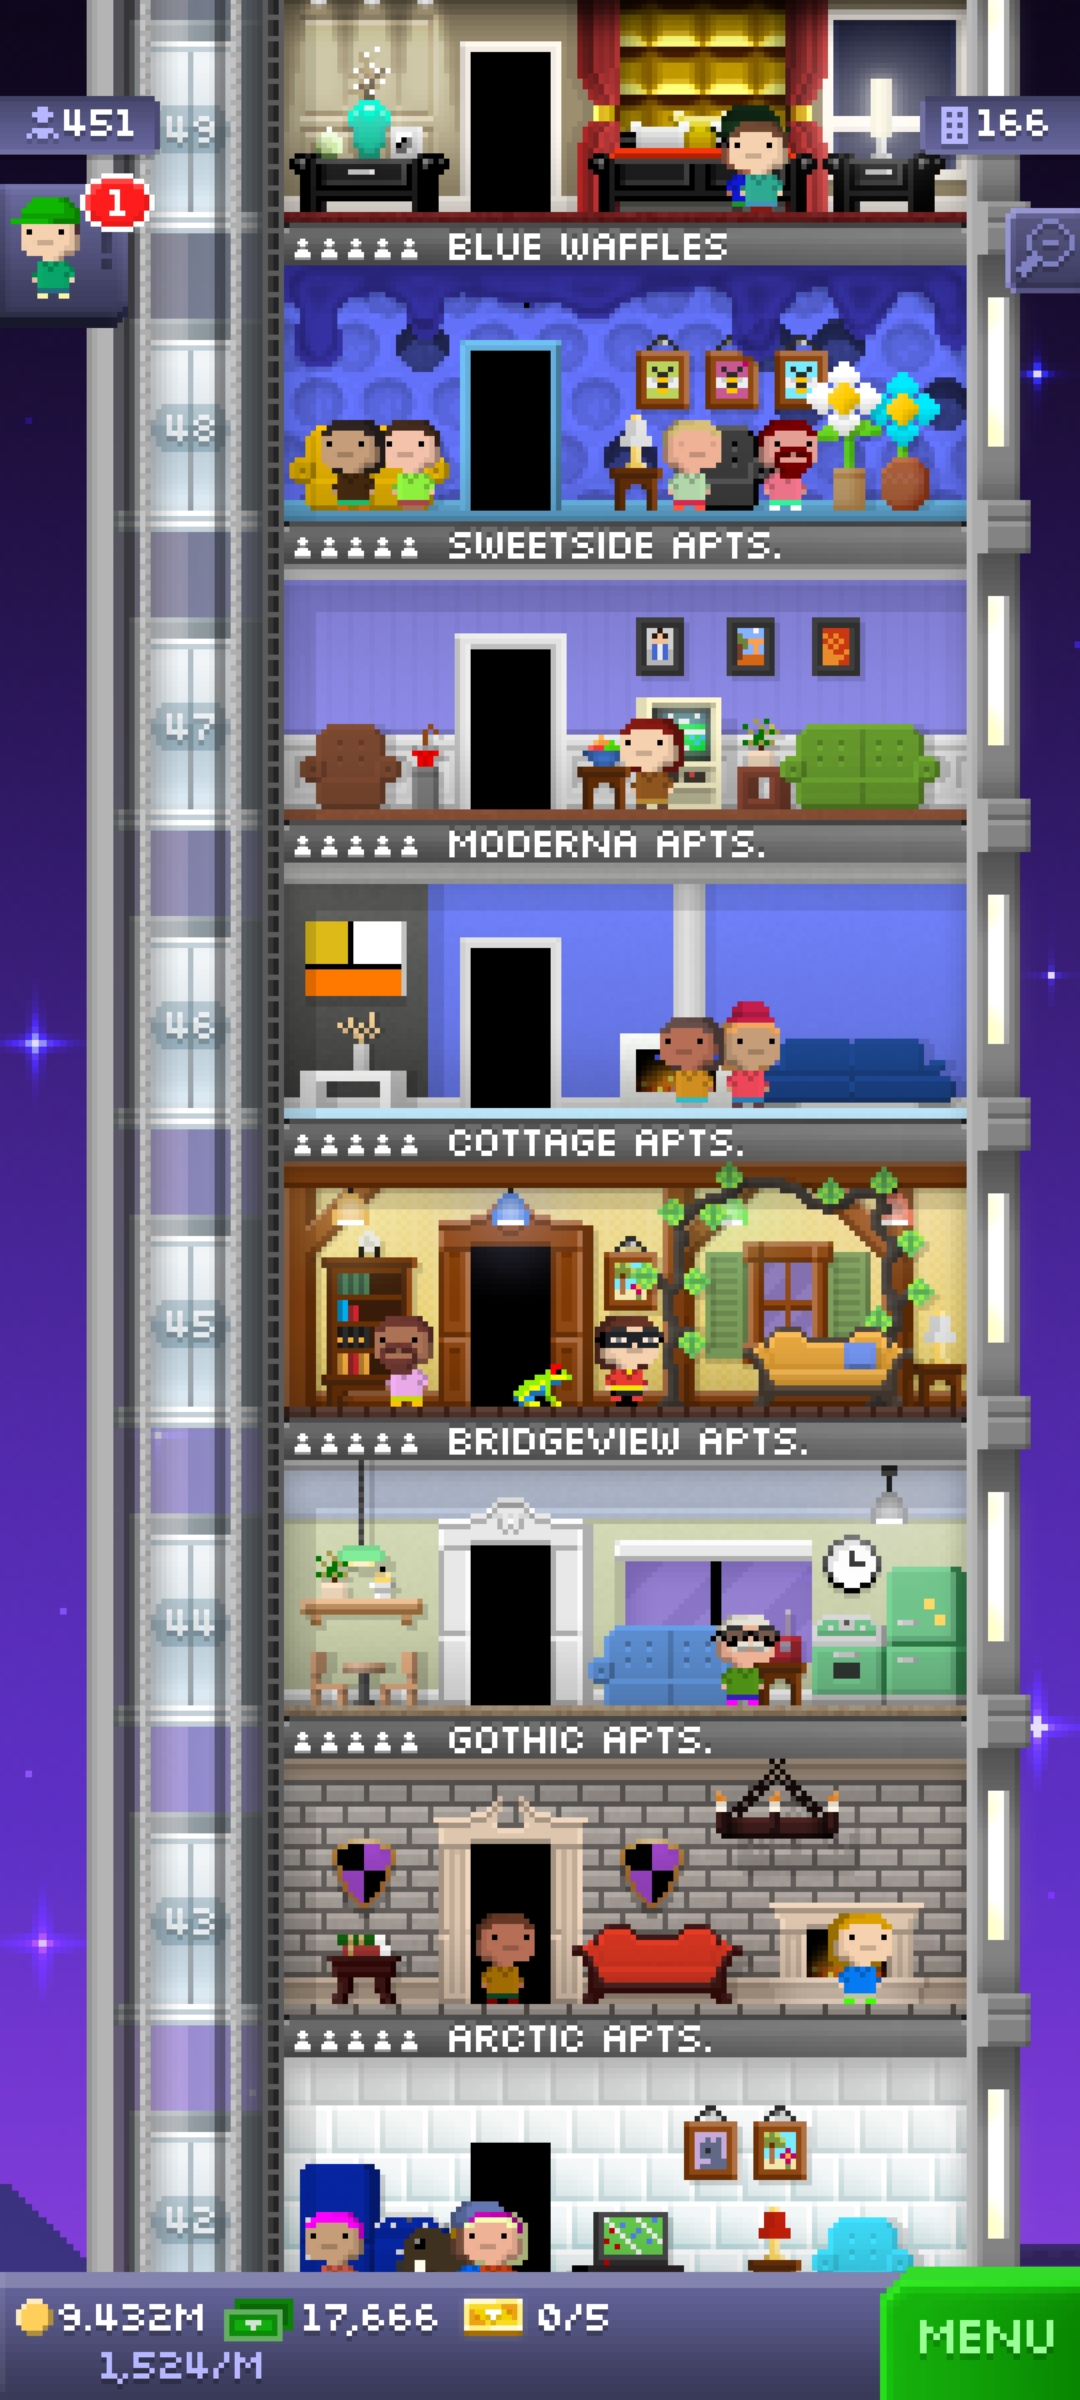 451
49
166
1
BLUE WAFFLES
48
SWEETSIDE APTS.
47
MODERNA APTS.
46
COTTAGE APTS.
45
BRIDGEVIEW APTS.
44
GOTHIC APTS.
43
ARCTIC APTS.
42
9.432M 17,666 0/5
1,524/M
MENU